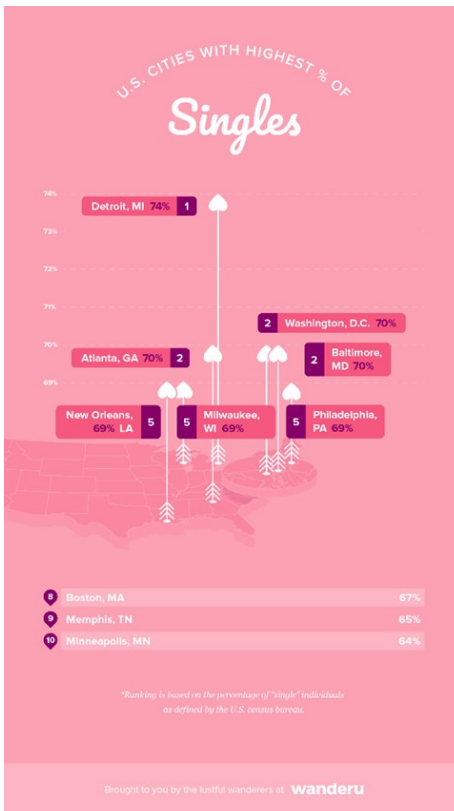 U.S. CITIES WITH HIGHEST % OF
Singles
74%
Detroit, MI 74% 1
73%
72%
71%
2 Washington, D.C. 70%
70%
Atlanta, GA 70% 2
2 Baltimore,
MD 70%
69%
New Orleans,
69% LA 5
5 Milwaukee,
WI 69%
5 Philadelphia,
PA 69%
8 Boston, MA 67%
9 Memphis, TN 65%
10 Minneapolis, MN 64%
*Ranking is based on the percentage of "single" individuals
as defined by the U.S. census bureau.
Brought to you by the lustful wanderers at wanderu